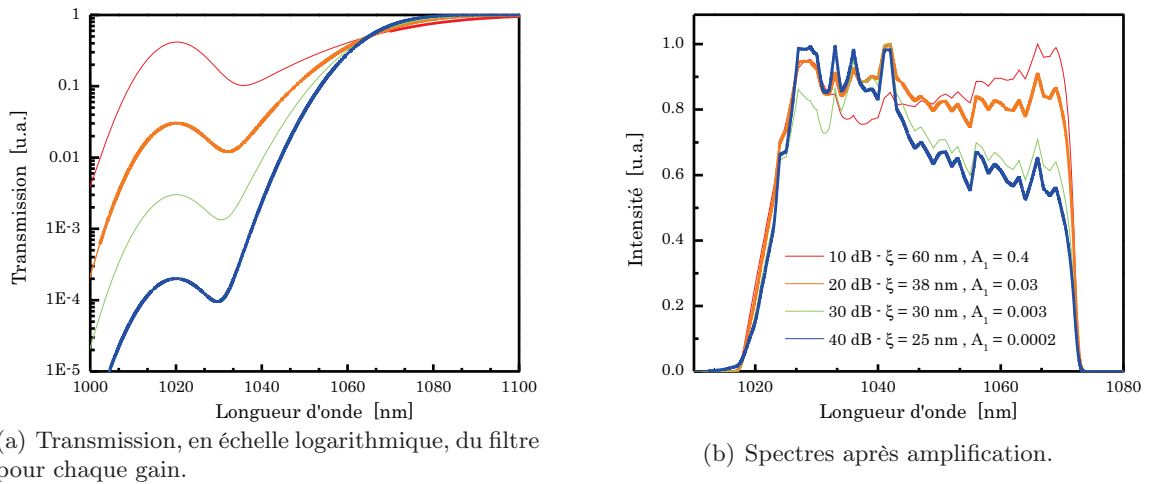 1
0.1
0.01
1E-3
1E-4
1E-5
Transmission [u.a.]
1000 1020 1040 1060 1080 1100
Longueur d'onde [nm]
(a) Transmission, en échelle logarithmique, du filtre
pour chaque gain.
1.0
0.8
0.6
0.4
0.2
0.0
Intensité [u.a.]
10 dB - ξ = 60 nm , A₁ = 0.4
20 dB - ξ = 38 nm , A₁ = 0.03
30 dB - ξ = 30 nm , A₁ = 0.003
40 dB - ξ = 25 nm , A₁ = 0.0002
1020 1040 1060 1080
Longueur d'onde [nm]
(b) Spectres après amplification.